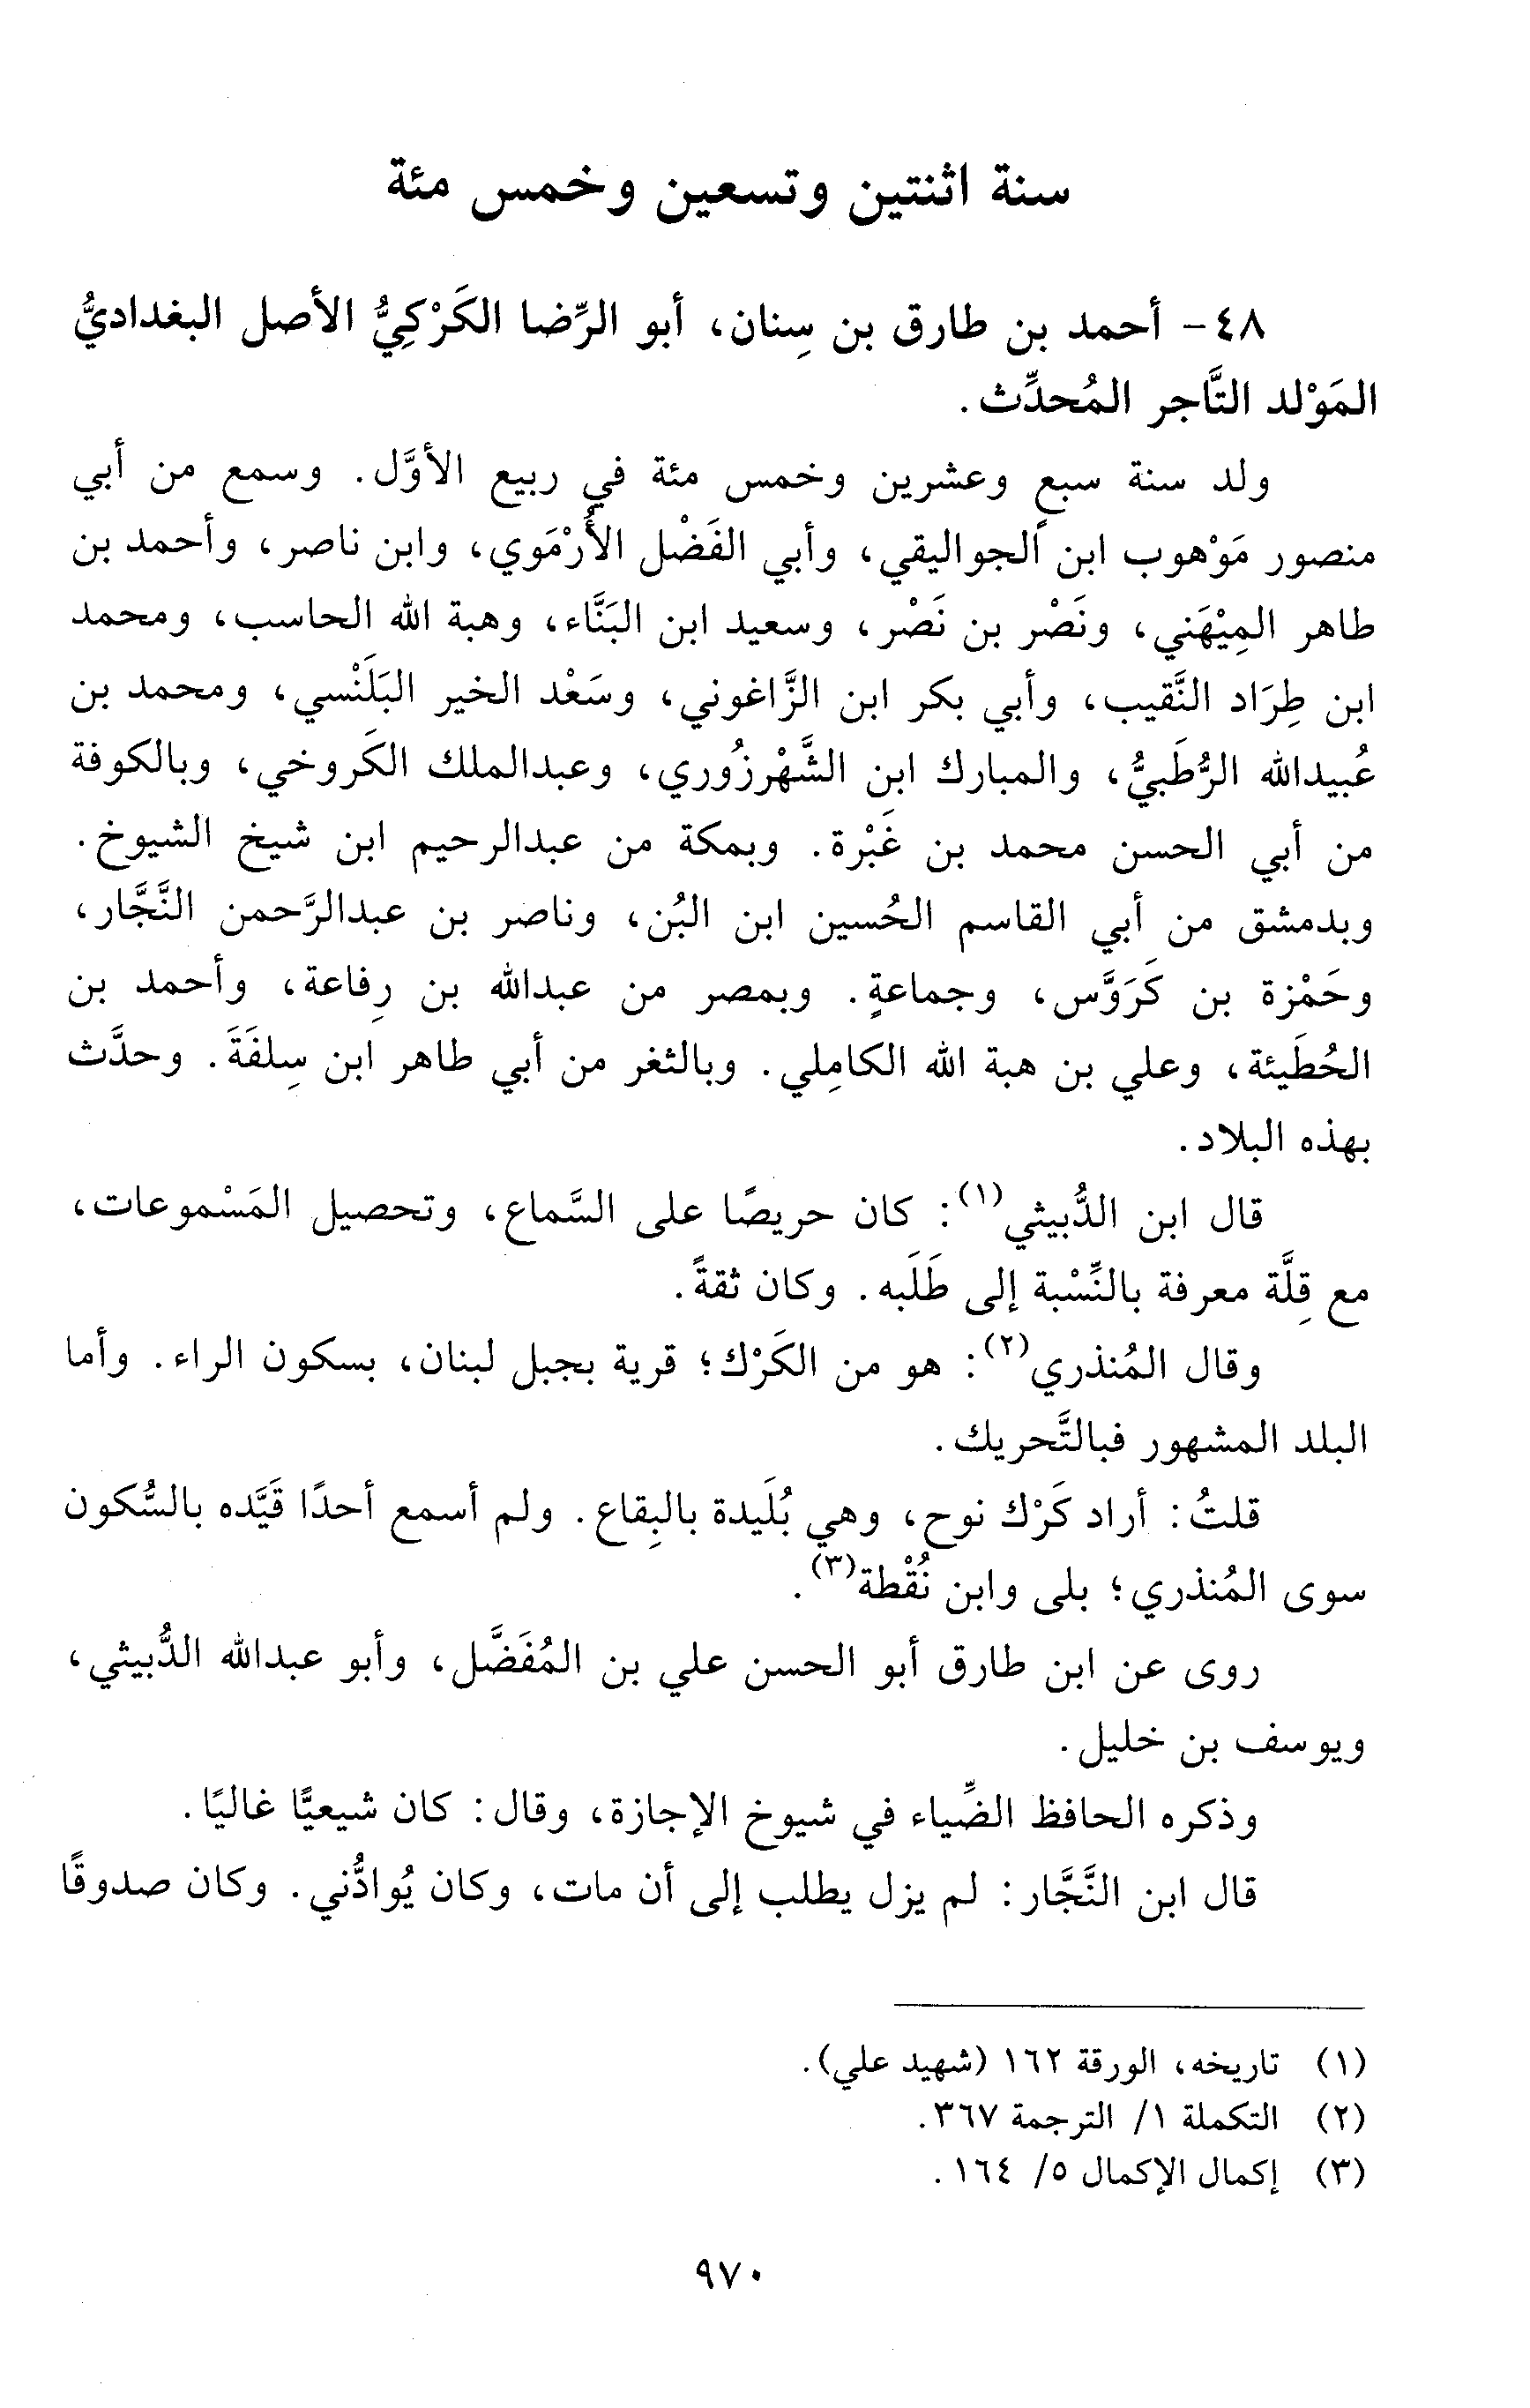 سنة اثنتين وتسعين وخمس مئة
٤٨- أحمد بن طارق بن سِنان، أبو الرِّضا الكَرْكِيُّ الأصل البغداديُّ
المَوْلد التَّاجر المُحدِّث.
ولد سنة سبعٍ وعشرين وخمس مئة في ربيع الأوَّل. وسمع من أبي
منصور مَوْهوب ابن الجواليقي، وأبي الفَضْل الأُرْمَوي، وابن ناصر، وأحمد بن
طاهر المِيْهَني، ونَصْر بن نَصْر، وسعيد ابن البَنَّاء، وهبة الله الحاسب، ومحمد
ابن طِرَاد النَّقيب، وأبي بكر ابن الزَّاغوني، وسَعْد الخير البَلَنْسي، ومحمد بن
عُبيدالله الرُّطَبيُّ، والمبارك ابن الشَّهْرزُوري، وعبدالملك الكَروخي، وبالكوفة
من أبي الحسن محمد بن غَبْرة. وبمكة من عبدالرحيم ابن شيخ الشيوخ.
وبدمشق من أبي القاسم الحُسين ابن البُن، وناصر بن عبدالرَّحمن النَّجَّار،
وحَمْزة بن كَرَوَّس، وجماعةٍ. وبمصر من عبدالله بن رِفاعة، وأحمد بن
الحُطَيئة، وعلي بن هبة الله الكامِلي. وبالثغر من أبي طاهر ابن سِلفَةَ. وحدَّث
بهذه البلاد.
قال ابن الدُّبيثي(١): كان حريصًا على السَّماع، وتحصيل المَسْموعات،
مع قِلَّة معرفة بالنِّسْبة إلى طَلَبه. وكان ثقةً.
وقال المُنذري(٢): هو من الكَرْك؛ قرية بجبل لبنان، بسكون الراء. وأما
البلد المشهور فبالتَّحريك.
قلتُ: أراد كَرْك نوح، وهي بُلَيدة بالبِقاع. ولم أسمع أحدًا قَيَّده بالسُّكون
سوى المُنذري؛ بلى وابن نُقْطة(٣).
روى عن ابن طارق أبو الحسن علي بن المُفَضَّل، وأبو عبدالله الدُّبيثي،
ويوسف بن خليل.
وذكره الحافظ الضِّياء في شيوخ الإجازة، وقال: كان شيعيًّا غاليًا.
قال ابن النَّجَّار: لم يزل يطلب إلى أن مات، وكان يُوادُّني. وكان صدوقًا
(١) تاريخه، الورقة ١٦٢ (شهيد علي).
(٢) التكملة ١/ الترجمة ٣٦٧.
(٣) إكمال الإكمال ٥/ ١٦٤.
٩٧٠